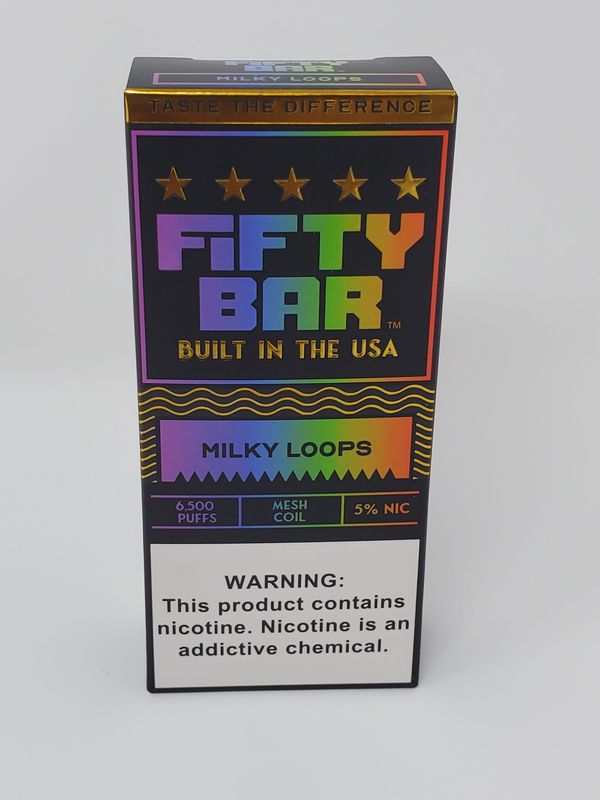 FIFTY
BAR
MILKY LOOPS
TASTE THE DIFFERENCE
FiFTY
BAR™
BUILT IN THE USA
MILKY LOOPS
6,500
PUFFS
MESH
COIL
5% NIC
WARNING:
This product contains
nicotine. Nicotine is an
addictive chemical.